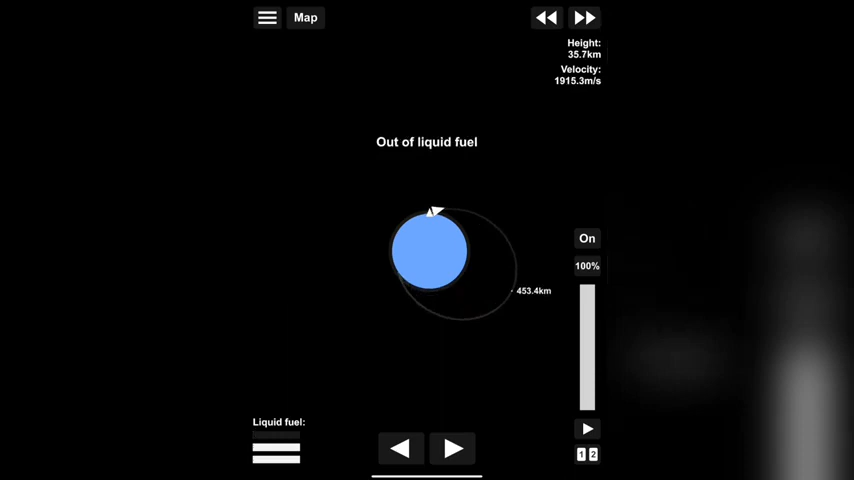 Map
Height:
35.7km
Velocity:
1915.3m/s
Out of liquid fuel
On
100%
453.4km
Liquid fuel:
1 2